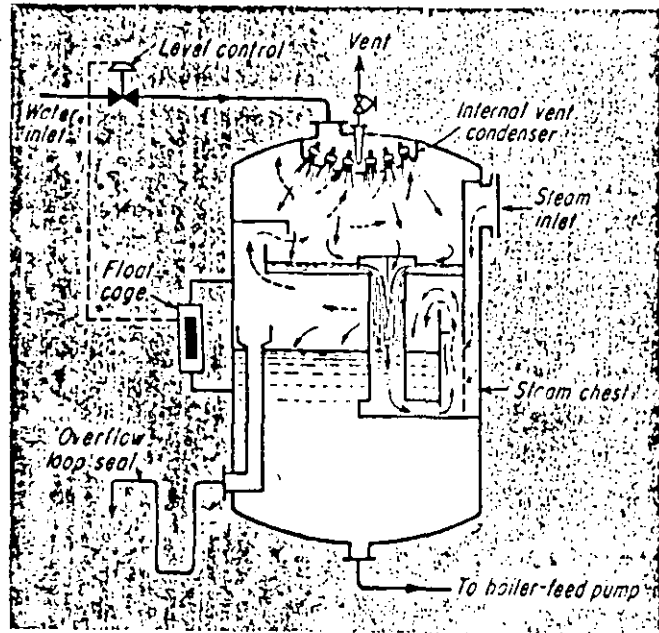 Level control
Vent
Water
inlet
Internal vent
condenser
Steam
inlet
Float
cage
Steam chest
Overflow
loop seal
To boiler-feed pump